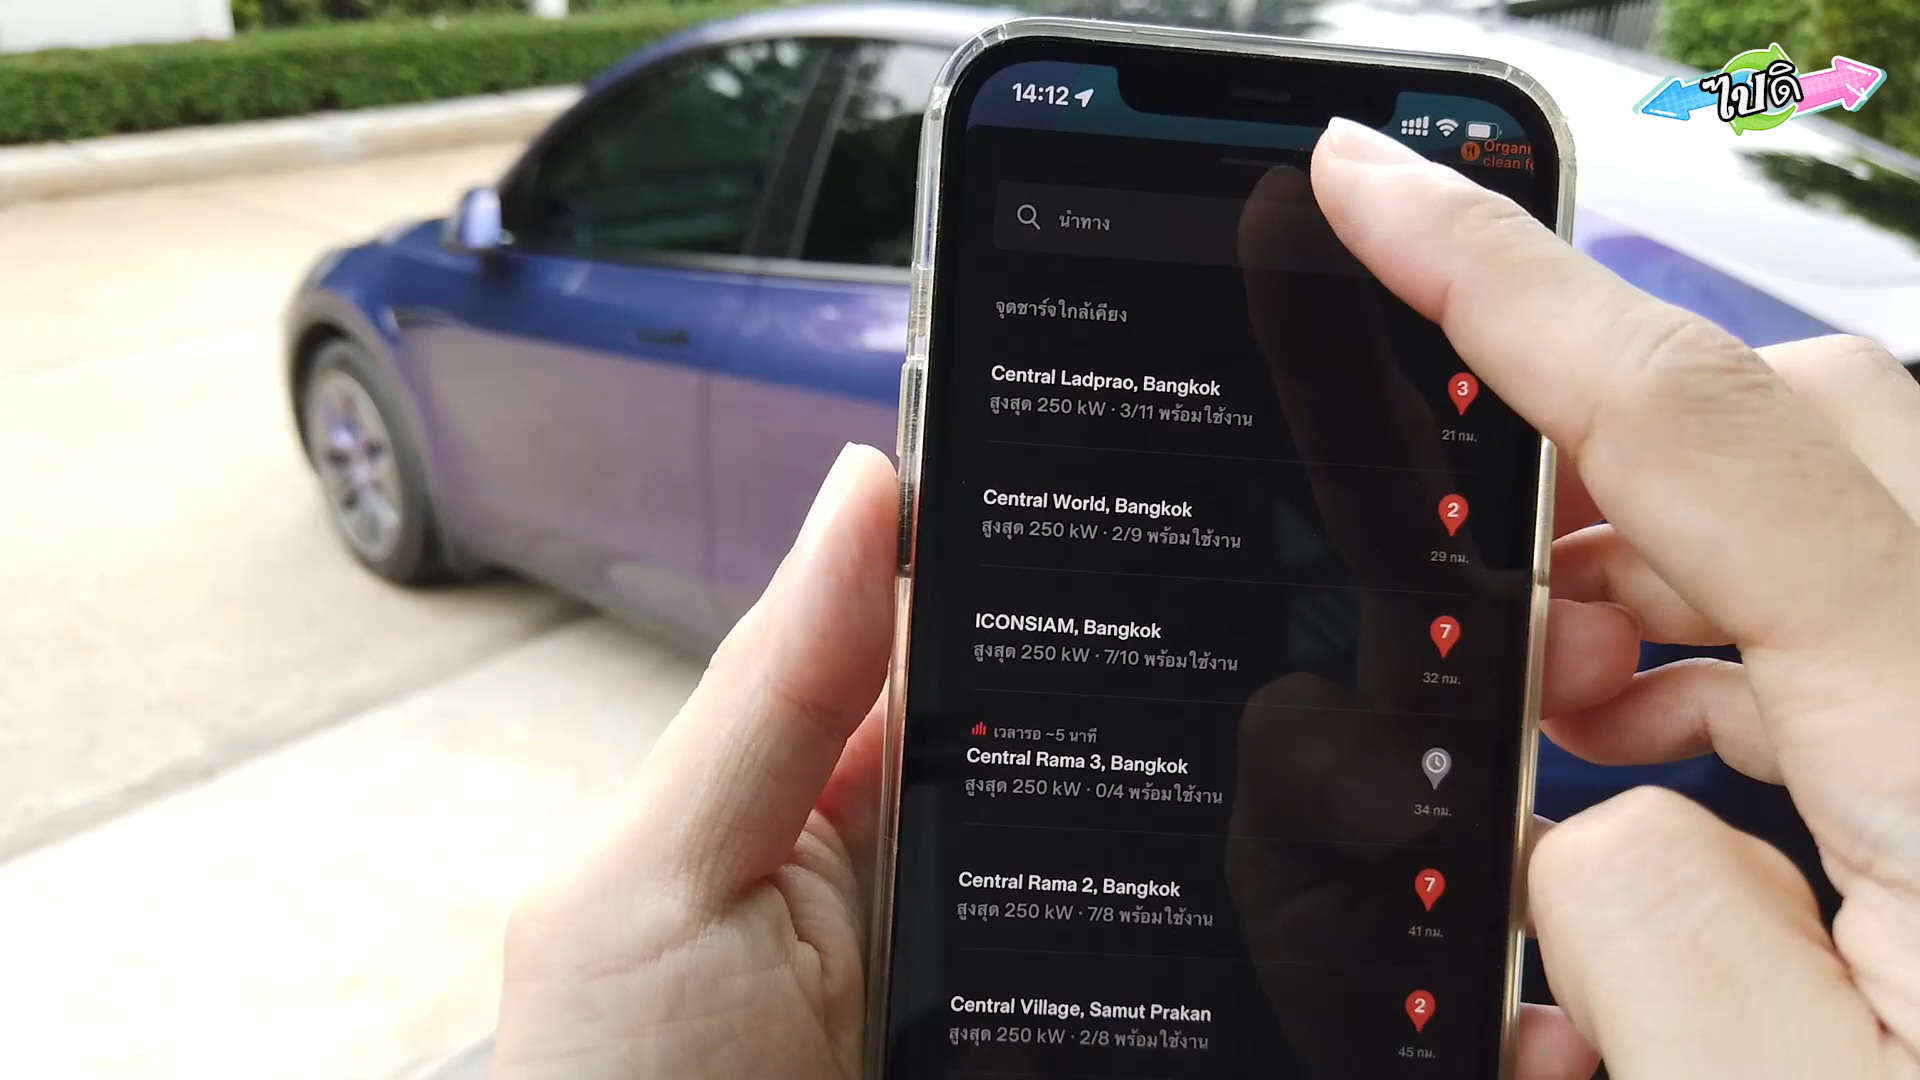 ไปดิ
14:12
Organi
clean fo
นำทาง
จุดชาร์จใกล้เคียง
Central Ladprao, Bangkok
สูงสุด 250 kW · 3/11 พร้อมใช้งาน
3
21 กม.
Central World, Bangkok
สูงสุด 250 kW · 2/9 พร้อมใช้งาน
2
29 กม.
ICONSIAM, Bangkok
สูงสุด 250 kW · 7/10 พร้อมใช้งาน
7
32 กม.
เวลารอ ~5 นาที
Central Rama 3, Bangkok
สูงสุด 250 kW · 0/4 พร้อมใช้งาน
34 กม.
Central Rama 2, Bangkok
สูงสุด 250 kW · 7/8 พร้อมใช้งาน
7
41 กม.
Central Village, Samut Prakan
สูงสุด 250 kW · 2/8 พร้อมใช้งาน
2
45 กม.